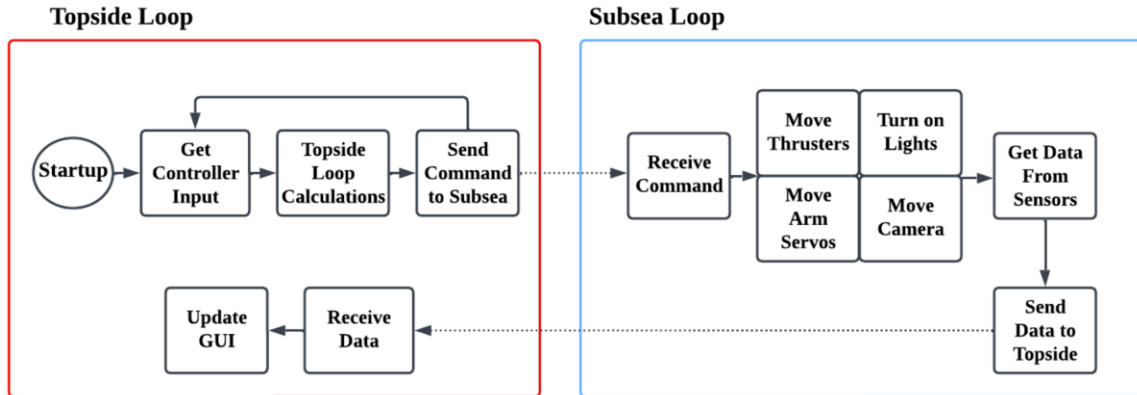 Topside Loop
Subsea Loop
Startup
Get
Controller
Input
Topside
Loop
Calculations
Send
Command
to Subsea
Receive
Command
Move
Thrusters
Turn on
Lights
Move
Arm
Servos
Move
Camera
Get Data
From
Sensors
Update
GUI
Receive
Data
Send
Data to
Topside